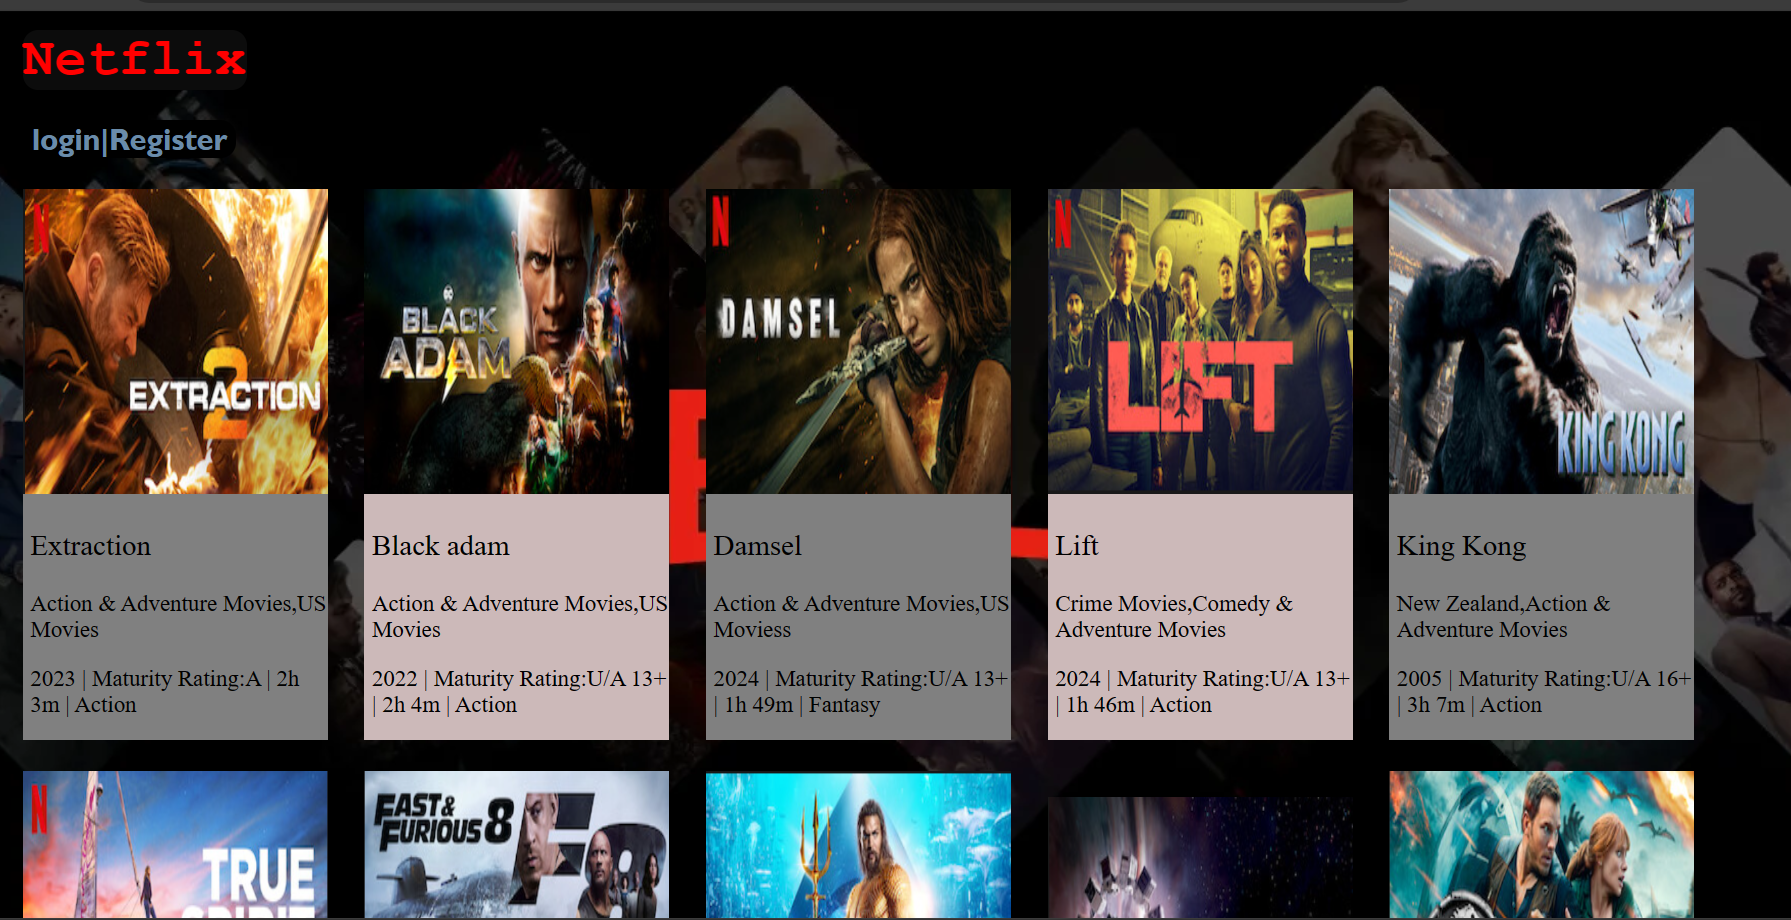 Netflix
login|Register
N
EXTRACTION
2
BLACK
ADAM
N
DAMSEL
N
LIFT
KING KONG
Extraction
Action & Adventure Movies,US
Movies
2023 | Maturity Rating:A | 2h
3m | Action
Black adam
Action & Adventure Movies,US
Movies
2022 | Maturity Rating:U/A 13+
| 2h 4m | Action
Damsel
Action & Adventure Movies,US
Moviess
2024 | Maturity Rating:U/A 13+
| 1h 49m | Fantasy
Lift
Crime Movies,Comedy &
Adventure Movies
2024 | Maturity Rating:U/A 13+
| 1h 46m | Action
King Kong
New Zealand,Action &
Adventure Movies
2005 | Maturity Rating:U/A 16+
| 3h 7m | Action
N
TRUE
SPIRIT
FAST &
FURIOUS 8
F8